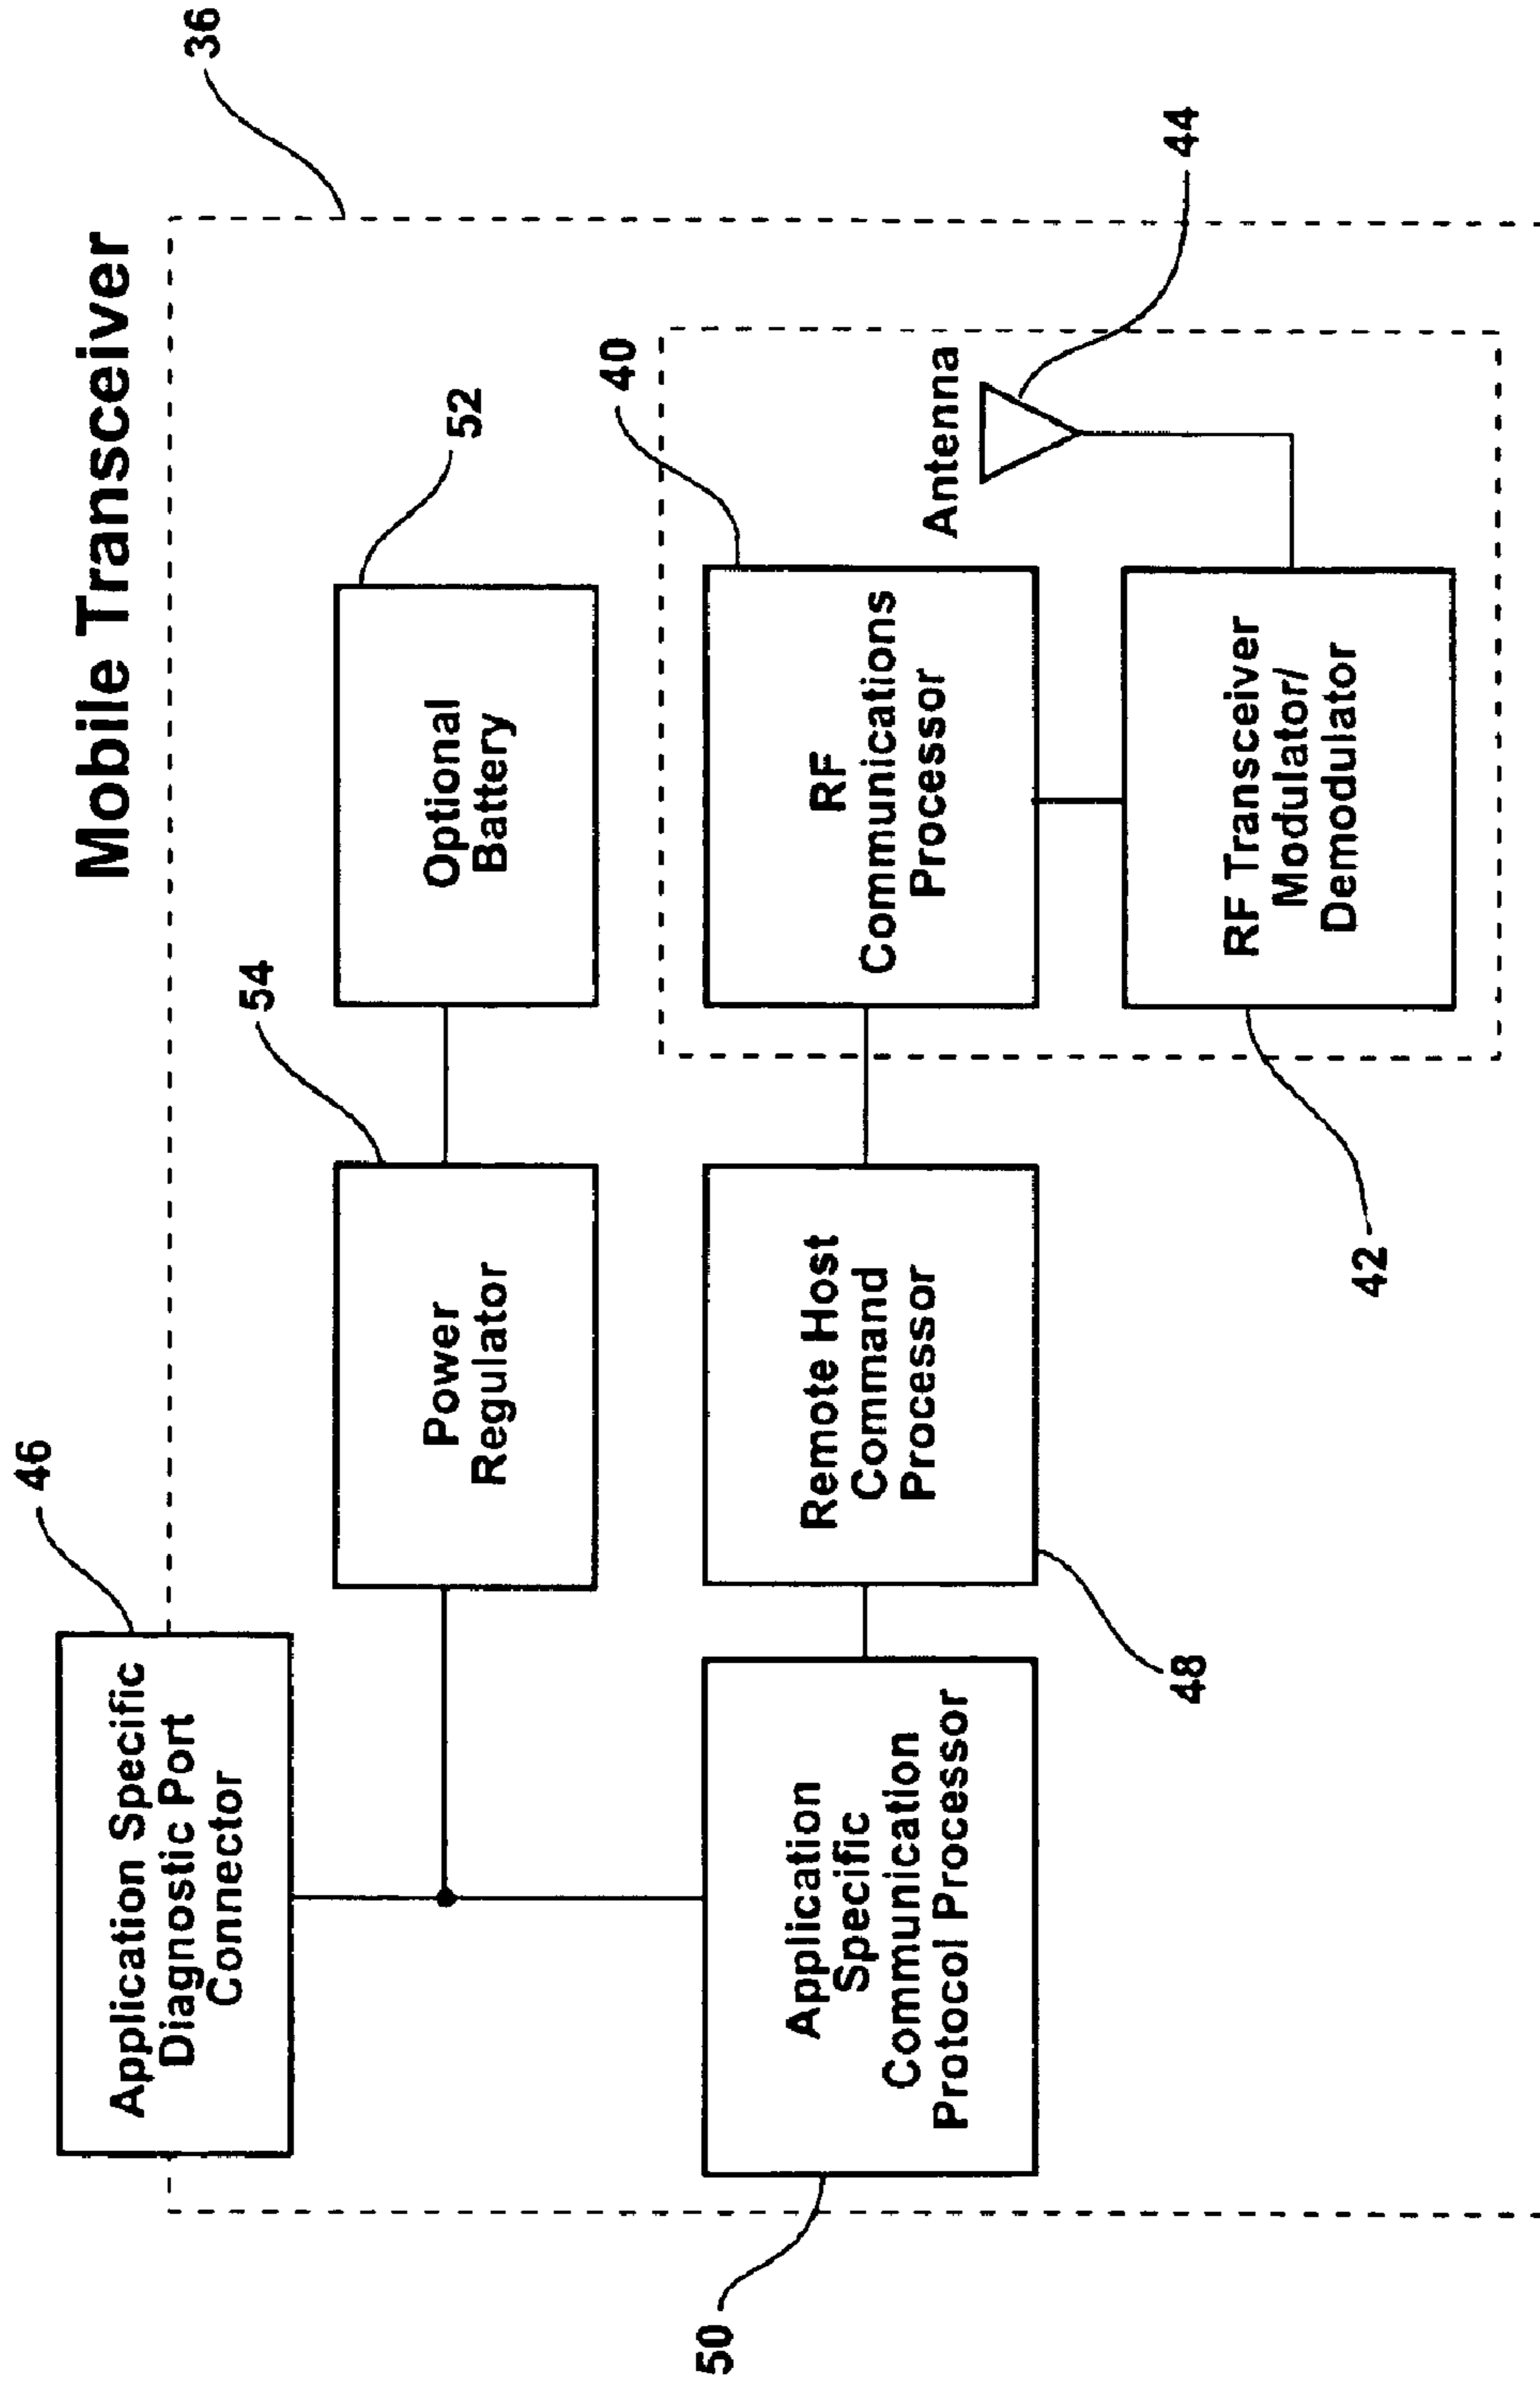 Mobile Transceiver
36
46
Application Specific
Diagnostic Port
Connector
54
Power
Regulator
52
Optional
Battery
50
Application
Specific
Communication
Protocol Processor
48
Remote Host
Command
Processor
40
RF
Communications
Processor
Antenna
44
42
RF Transceiver
Modulator/
Demodulator